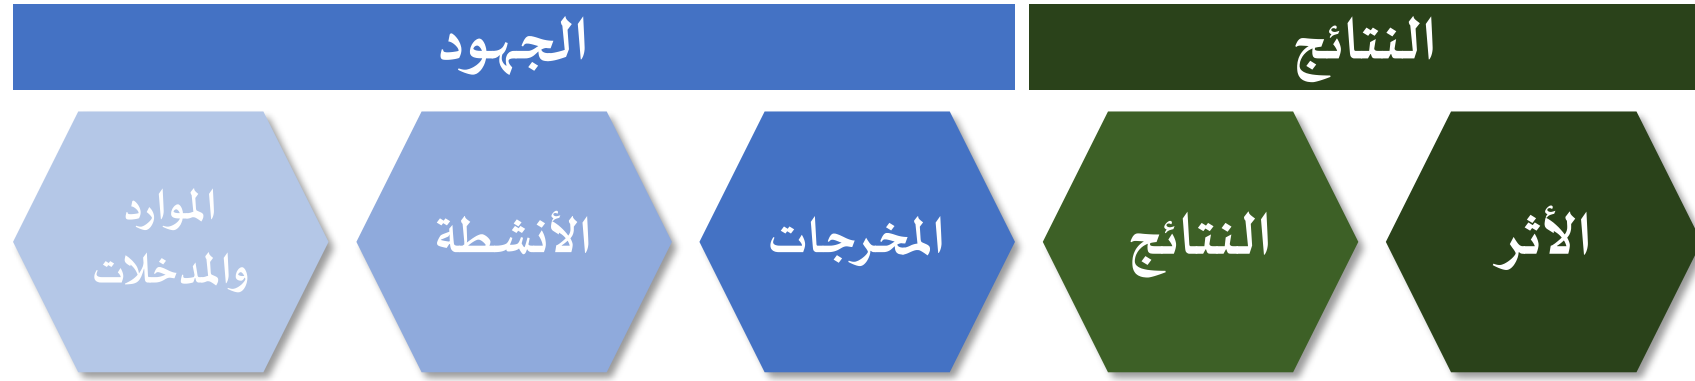 الجهود
النتائج
الموارد
والمدخلات
الأنشطة
المخرجات
النتائج
الأثر